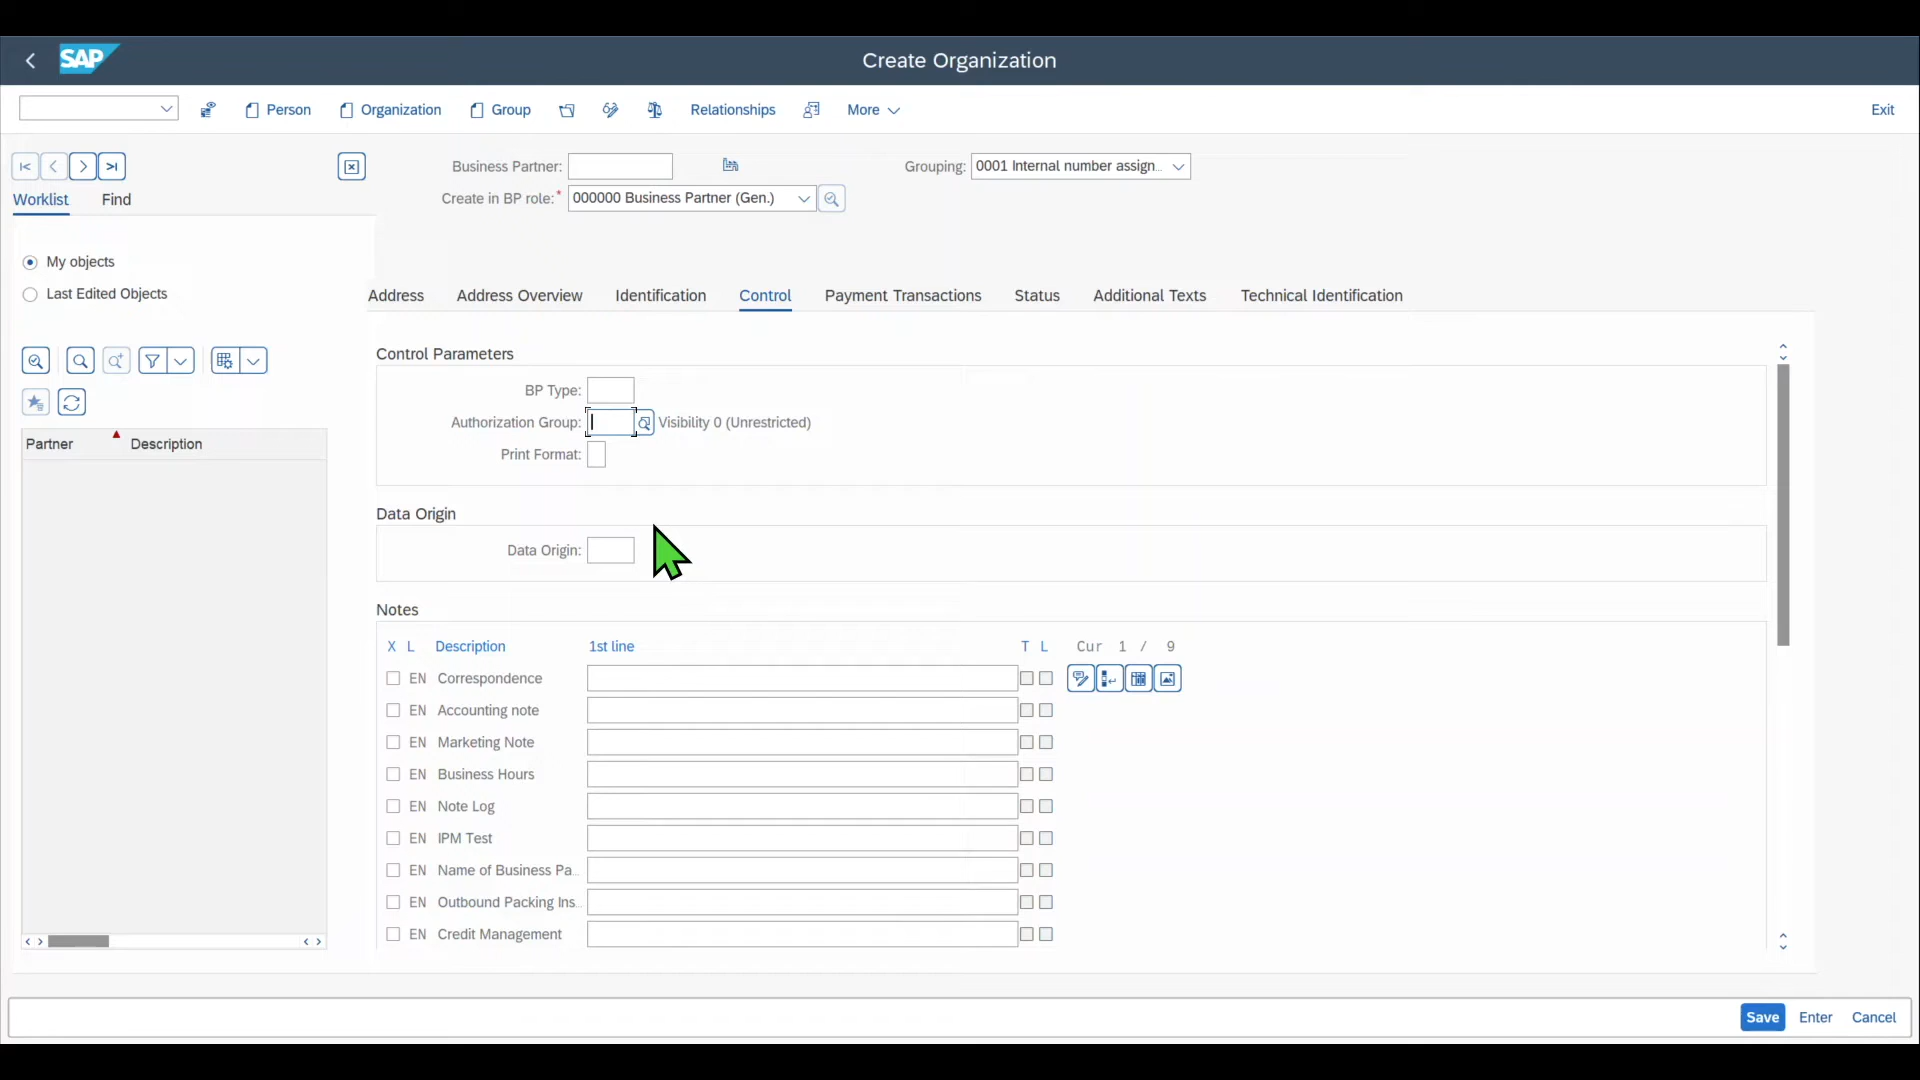 SAP
Create Organization
Person Organization Group Relationships More Exit
Business Partner: Grouping: 0001 Internal number assign...
Worklist Find
Create in BP role:* 000000 Business Partner (Gen.)
My objects
Last Edited Objects
Address Address Overview Identification Control Payment Transactions Status Additional Texts Technical Identification
Control Parameters
BP Type:
Authorization Group: Visibility 0 (Unrestricted)
Print Format:
Partner Description
Data Origin
Data Origin:
Notes
X L Description 1st line T L Cur 1 / 9
EN Correspondence
EN Accounting note
EN Marketing Note
EN Business Hours
EN Note Log
EN IPM Test
EN Name of Business Pa...
EN Outbound Packing Ins...
EN Credit Management
Save Enter Cancel